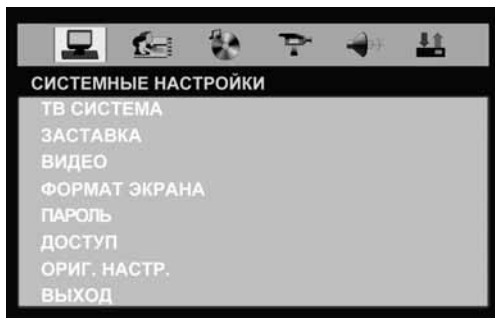 СИСТЕМНЫЕ НАСТРОЙКИ
ТВ СИСТЕМА
ЗАСТАВКА
ВИДЕО
ФОРМАТ ЭКРАНА
ПАРОЛЬ
ДОСТУП
ОРИГ. НАСТР.
ВЫХОД